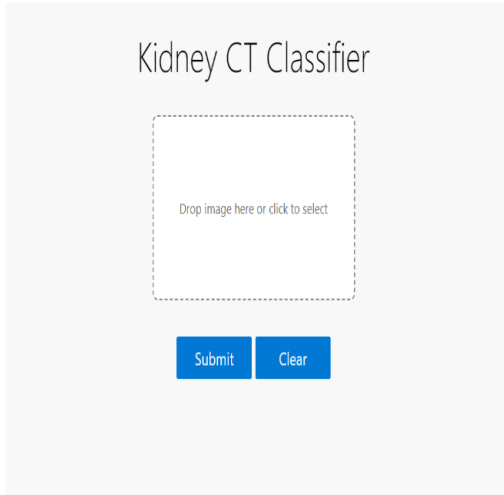 Kidney CT Classifier
Drop image here or click to select
Submit Clear